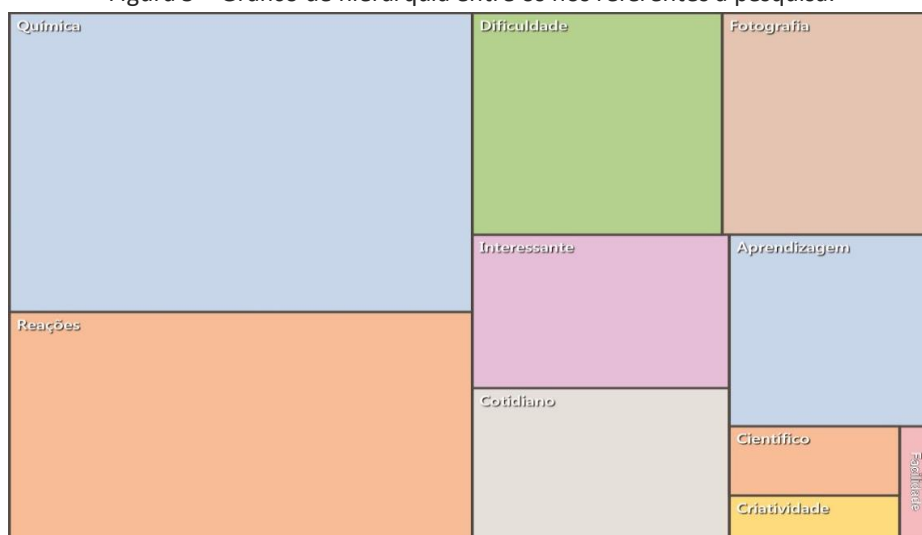 Química
Dificuldade
Fotografia
Interessante
Aprendizagem
Reações
Cotidiano
Científico
Criatividade
Facilidade